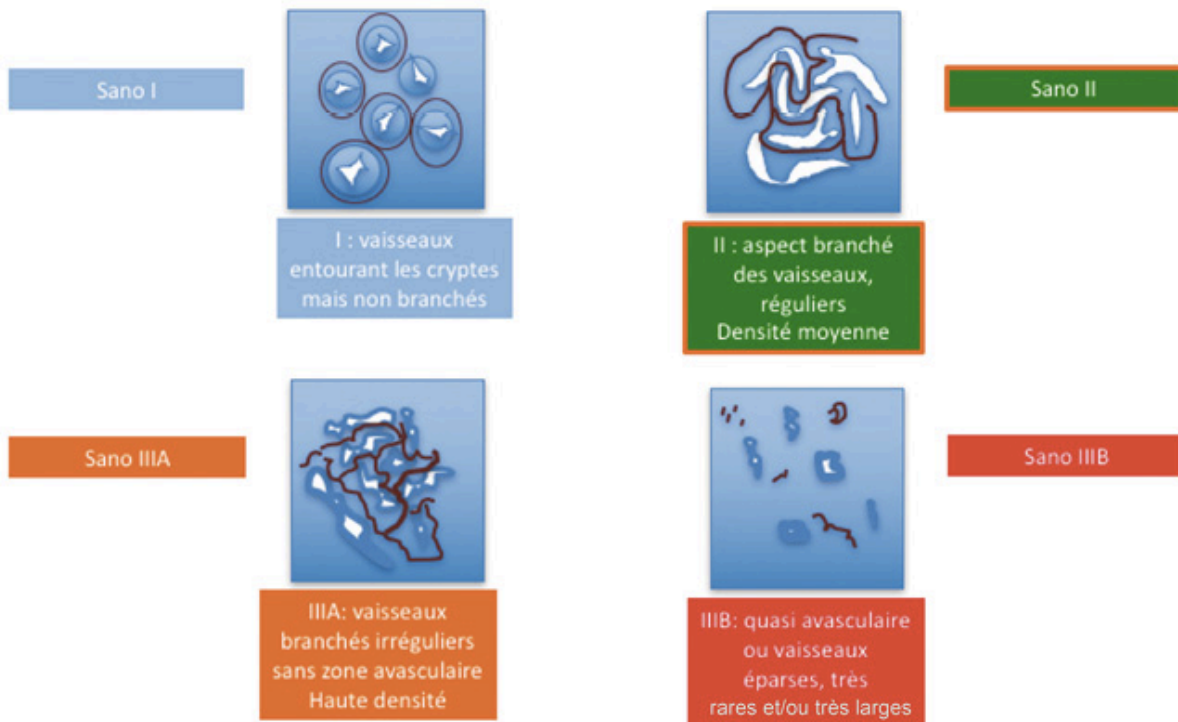 Sano I
I : vaisseaux
entourant les cryptes
mais non branchés
Sano II
II : aspect branché
des vaisseaux,
réguliers
Densité moyenne
Sano IIIA
IIIA: vaisseaux
branchés irréguliers
sans zone avasculaire
Haute densité
Sano IIIB
IIIB: quasi avasculaire
ou vaisseaux
éparses, très
rares et/ou très larges